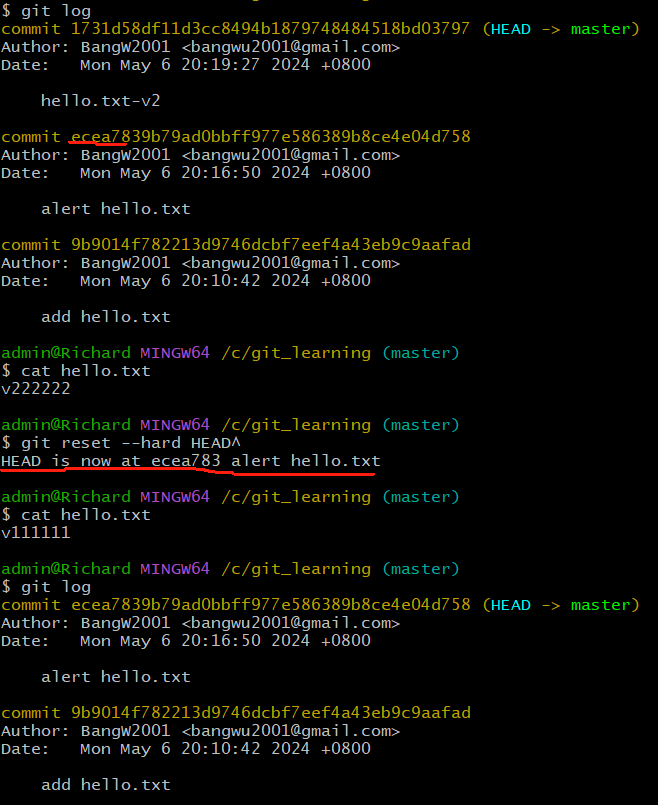 $ git log
commit 1731d58df11d3cc8494b1879748484518bd03797 (HEAD -> master)
Author: BangW2001 <bangwu2001@gmail.com>
Date:   Mon May 6 20:19:27 2024 +0800
    hello.txt-v2
commit ecea7839b79ad0bbff977e586389b8ce4e04d758
Author: BangW2001 <bangwu2001@gmail.com>
Date:   Mon May 6 20:16:50 2024 +0800
    alert hello.txt
commit 9b9014f782213d9746dcbf7eef4a43eb9c9aafad
Author: BangW2001 <bangwu2001@gmail.com>
Date:   Mon May 6 20:10:42 2024 +0800
    add hello.txt
admin@Richard MINGW64 /c/git_learning (master)
$ cat hello.txt
v222222
admin@Richard MINGW64 /c/git_learning (master)
$ git reset --hard HEAD^
HEAD is now at ecea783 alert hello.txt
admin@Richard MINGW64 /c/git_learning (master)
$ cat hello.txt
v111111
admin@Richard MINGW64 /c/git_learning (master)
$ git log
commit ecea7839b79ad0bbff977e586389b8ce4e04d758 (HEAD -> master)
Author: BangW2001 <bangwu2001@gmail.com>
Date:   Mon May 6 20:16:50 2024 +0800
    alert hello.txt
commit 9b9014f782213d9746dcbf7eef4a43eb9c9aafad
Author: BangW2001 <bangwu2001@gmail.com>
Date:   Mon May 6 20:10:42 2024 +0800
    add hello.txt